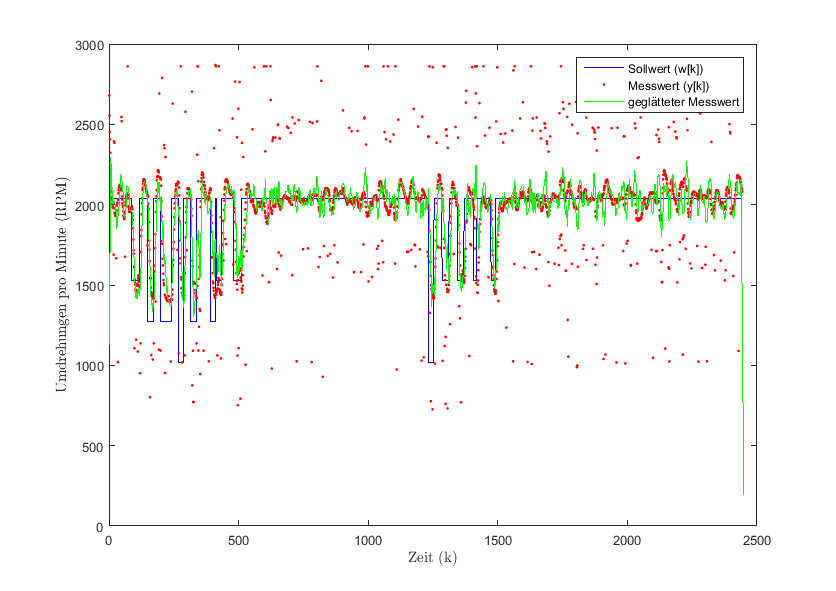 3000
2500
2000
1500
1000
500
0
Umdrehungen pro Minute (RPM)
Sollwert (w[k])
Messwert (y[k])
geglätteter Messwert
0
500
1000
1500
2000
2500
Zeit (k)